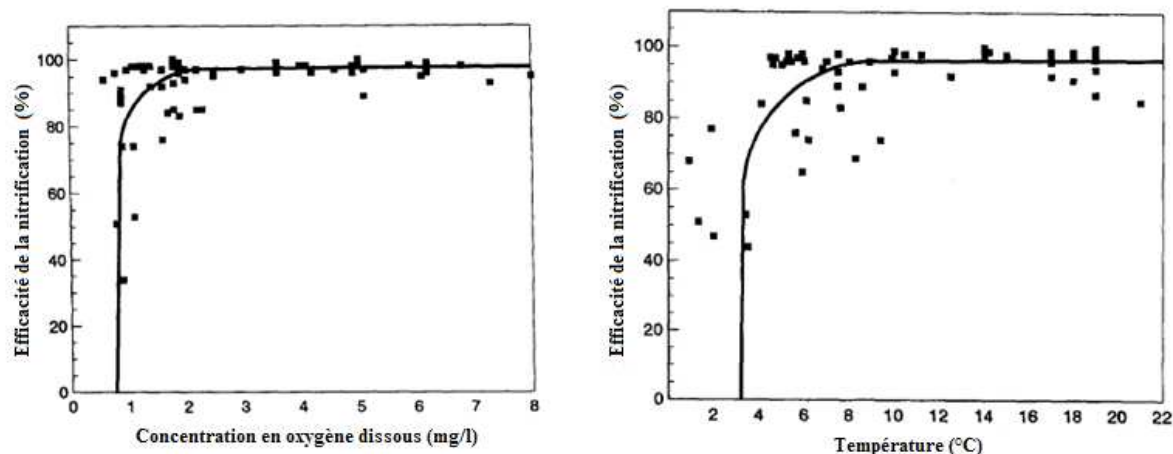 Efficacité de la nitrification (%)
100
80
60
40
20
0
0 1 2 3 4 5 6 7 8
Concentration en oxygène dissous (mg/l)
Efficacité de la nitrification (%)
100
80
60
40
20
0
2 4 6 8 10 12 14 16 18 20 22
Température (°C)